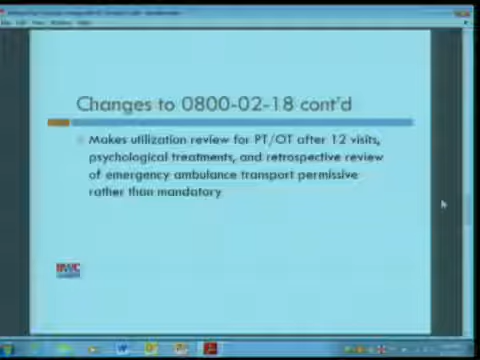 Changes to 0800-02-18 cont'd
Makes utilization review for PT/OT after 12 visits,
psychological treatments, and retrospective review
of emergency ambulance transport permissive
rather than mandatory